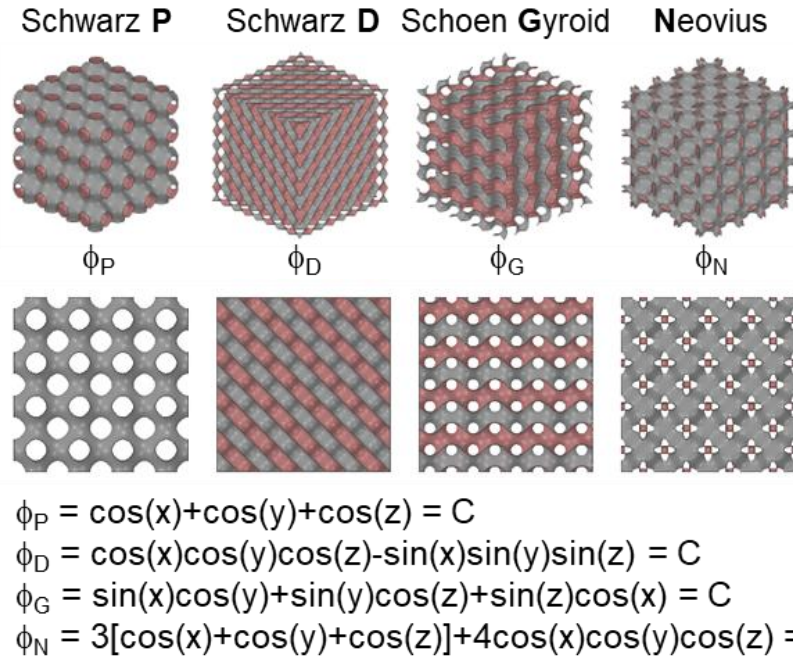 Schwarz P Schwarz D Schoen Gyroid Neovius
ϕP ϕD ϕG ϕN
ϕP = cos(x)+cos(y)+cos(z) = C
ϕD = cos(x)cos(y)cos(z)-sin(x)sin(y)sin(z) = C
ϕG = sin(x)cos(y)+sin(y)cos(z)+sin(z)cos(x) = C
ϕN = 3[cos(x)+cos(y)+cos(z)]+4cos(x)cos(y)cos(z) =